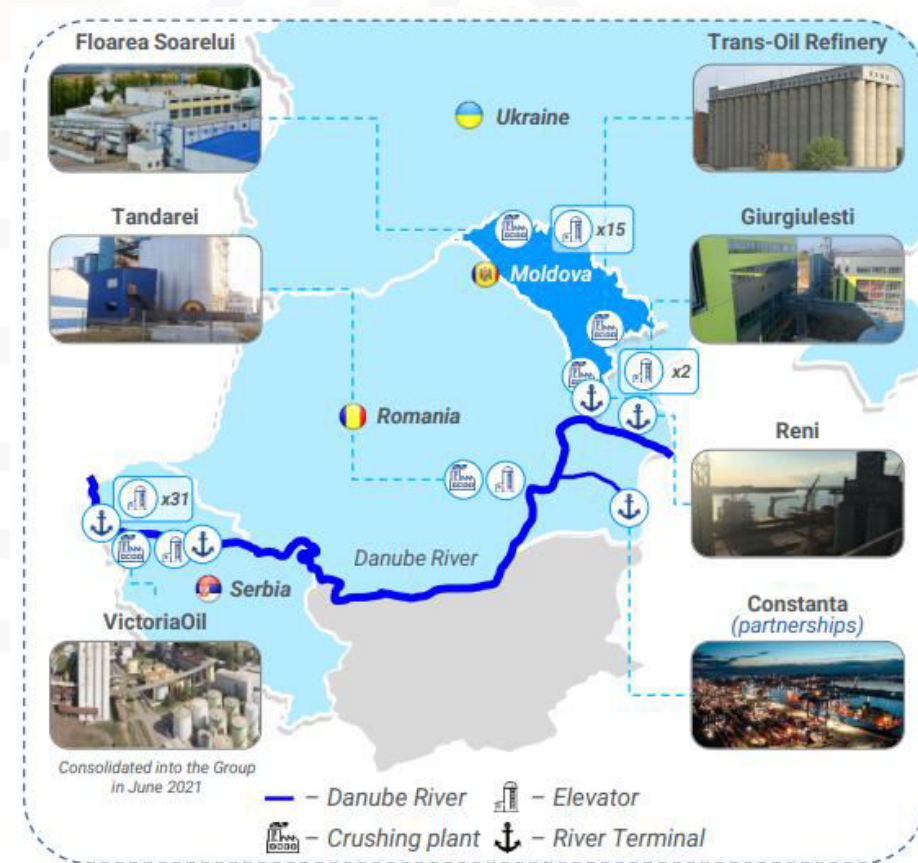 Floarea Soarelui
Trans-Oil Refinery
Ukraine
Tandarei
Giurgiulesti
x15
Moldova
x2
Romania
Reni
x31
Danube River
Serbia
VictoriaOil
Constanta
(partnerships)
Consolidated into the Group
in June 2021
– Danube River
– Elevator
– Crushing plant
– River Terminal